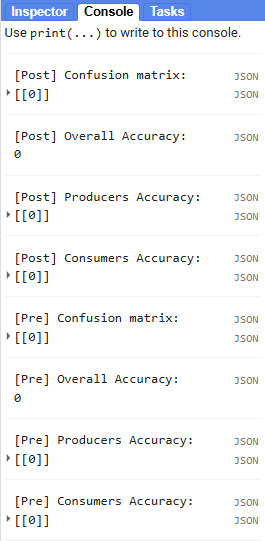 Inspector Console Tasks
Use print(...) to write to this console.
[Post] Confusion matrix: JSON
[[0]] JSON
[Post] Overall Accuracy: JSON
0
[Post] Producers Accuracy: JSON
[[0]] JSON
[Post] Consumers Accuracy: JSON
[[0]] JSON
[Pre] Confusion matrix: JSON
[[0]] JSON
[Pre] Overall Accuracy: JSON
0
[Pre] Producers Accuracy: JSON
[[0]] JSON
[Pre] Consumers Accuracy: JSON
[[0]] JSON